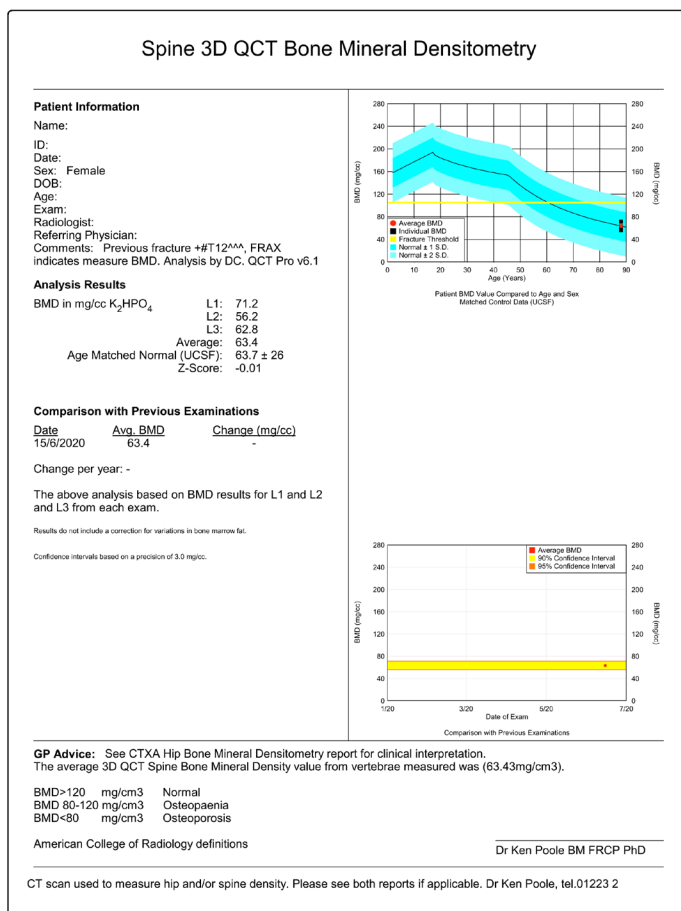 Spine 3D QCT Bone Mineral Densitometry
Patient Information
Name:
ID:
Date:
Sex: Female
DOB:
Age:
Exam:
Radiologist:
Referring Physician:
Comments: Previous fracture +#T12^^^, FRAX
indicates measure BMD. Analysis by DC. QCT Pro v6.1
Analysis Results
BMD in mg/cc K2HPO4 L1: 71.2
L2: 56.2
L3: 62.8
Average: 63.4
Age Matched Normal (UCSF): 63.7 ± 26
Z-Score: -0.01
Comparison with Previous Examinations
Date Avg. BMD Change (mg/cc)
15/6/2020 63.4 -
Change per year: -
The above analysis based on BMD results for L1 and L2
and L3 from each exam.
Results do not include a correction for variations in bone marrow fat.
Confidence intervals based on a precision of 3.0 mg/cc.
280 280
240 240
200 200
160 160
120 120
80 80
40 40
0 0
BMD (mg/cc)
BMD (mg/cc)
Average BMD
Individual BMD
Fracture Threshold
Normal ± 1 S.D.
Normal ± 2 S.D.
0 10 20 30 40 50 60 70 80 90
Age (Years)
Patient BMD Value Compared to Age and Sex
Matched Control Data (UCSF)
280 280
240 240
200 200
160 160
120 120
80 80
40 40
0 0
BMD (mg/cc)
BMD (mg/cc)
Average BMD
90% Confidence Interval
95% Confidence Interval
1/20 3/20 5/20 7/20
Date of Exam
Comparison with Previous Examinations
GP Advice: See CTXA Hip Bone Mineral Densitometry report for clinical interpretation.
The average 3D QCT Spine Bone Mineral Density value from vertebrae measured was (63.43mg/cm3).
BMD>120 mg/cm3 Normal
BMD 80-120 mg/cm3 Osteopaenia
BMD<80 mg/cm3 Osteoporosis
American College of Radiology definitions
Dr Ken Poole BM FRCP PhD
CT scan used to measure hip and/or spine density. Please see both reports if applicable. Dr Ken Poole, tel.01223 2